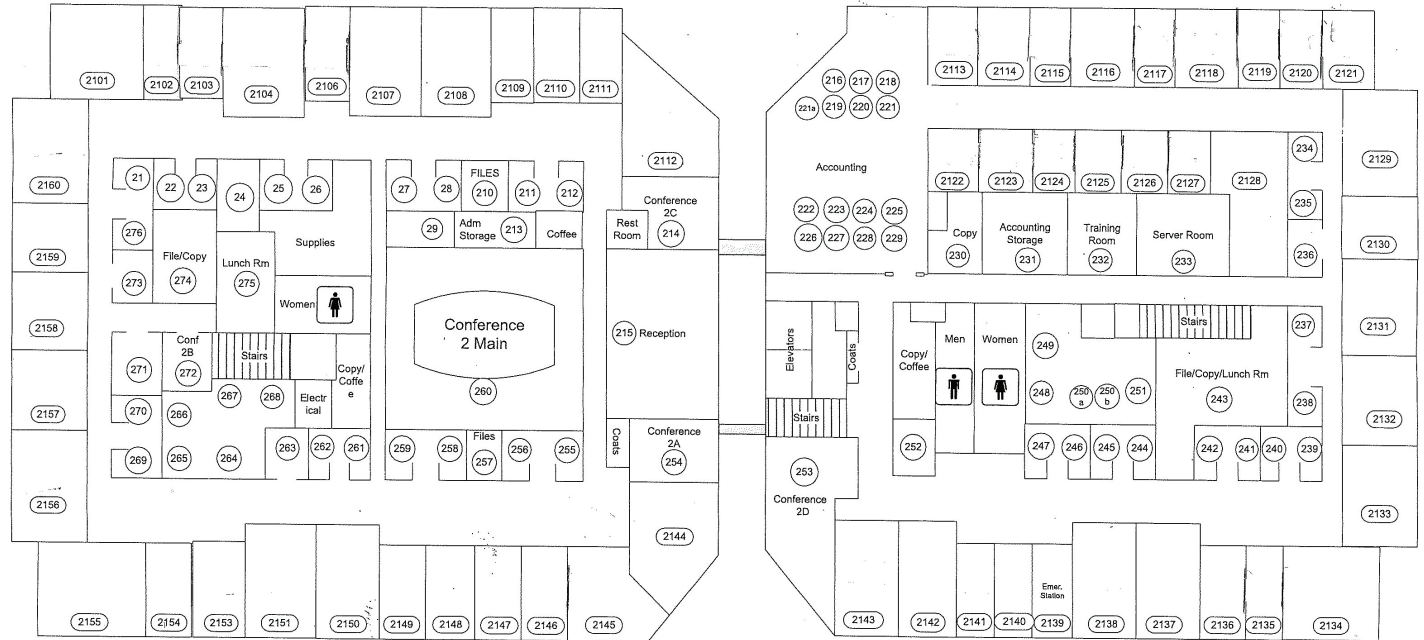 2101
2102
2103
2104
2106
2107
2108
2109
2110
2111
2112
2113
2114
2115
2116
2117
2118
2119
2120
2121
216
217
218
221a
219
220
221
Accounting
222
223
224
225
226
227
228
229
2122
2123
2124
2125
2126
2127
2128
234
235
236
2129
2130
2131
2132
2133
2160
2159
2158
2157
2156
21
22
23
24
25
26
27
28
FILES
210
211
212
276
273
File/Copy
274
Lunch Rm
275
Supplies
Women
29
Adm
Storage
213
Coffee
Rest
Room
Conference
2C
214
Copy
230
Accounting
Storage
231
Training
Room
232
Server Room
233
Conference
2 Main
260
215
Reception
271
Conf
2B
272
Stairs
Copy/
Coffe
e
Electr
ical
270
266
267
268
269
265
264
263
262
261
259
258
Files
257
256
255
Coats
Conference
2A
254
2144
Elevators
Coats
Stairs
253
Conference
2D
Copy/
Coffee
252
Men
Women
249
248
250
a
250
b
251
247
246
245
244
Stairs
File/Copy/Lunch Rm
243
237
238
242
241
240
239
2155
2154
2153
2151
2150
2149
2148
2147
2146
2145
2143
2142
2141
2140
Emer.
Station
2139
2138
2137
2136
2135
2134